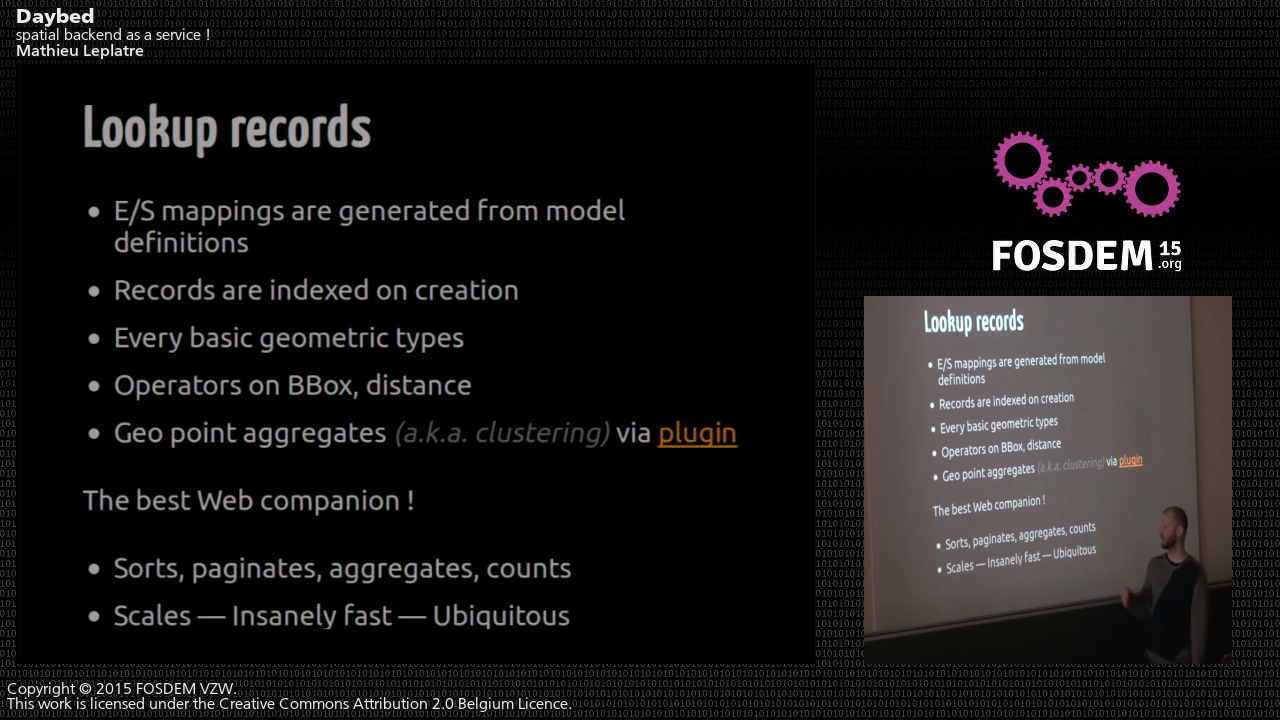 Daybed
spatial backend as a service !
Mathieu Leplatre
Lookup records
• E/S mappings are generated from model
definitions
• Records are indexed on creation
• Every basic geometric types
• Operators on BBox, distance
• Geo point aggregates (a.k.a. clustering) via plugin
The best Web companion !
• Sorts, paginates, aggregates, counts
• Scales — Insanely fast — Ubiquitous
FOSDEM 15
.org
Lookup records
• E/S mappings are generated from model
definitions
• Records are indexed on creation
• Every basic geometric types
• Operators on BBox, distance
• Geo point aggregates (a.k.a. clustering) via plugin
The best Web companion !
• Sorts, paginates, aggregates, counts
• Scales — Insanely fast — Ubiquitous
Copyright © 2015 FOSDEM VZW.
This work is licensed under the Creative Commons Attribution 2.0 Belgium Licence.